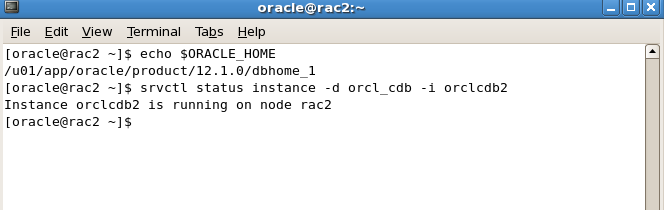 oracle@rac2:~
File Edit View Terminal Tabs Help
[oracle@rac2 ~]$ echo $ORACLE_HOME
/u01/app/oracle/product/12.1.0/dbhome_1
[oracle@rac2 ~]$ srvctl status instance -d orcl_cdb -i orclcdb2
Instance orclcdb2 is running on node rac2
[oracle@rac2 ~]$